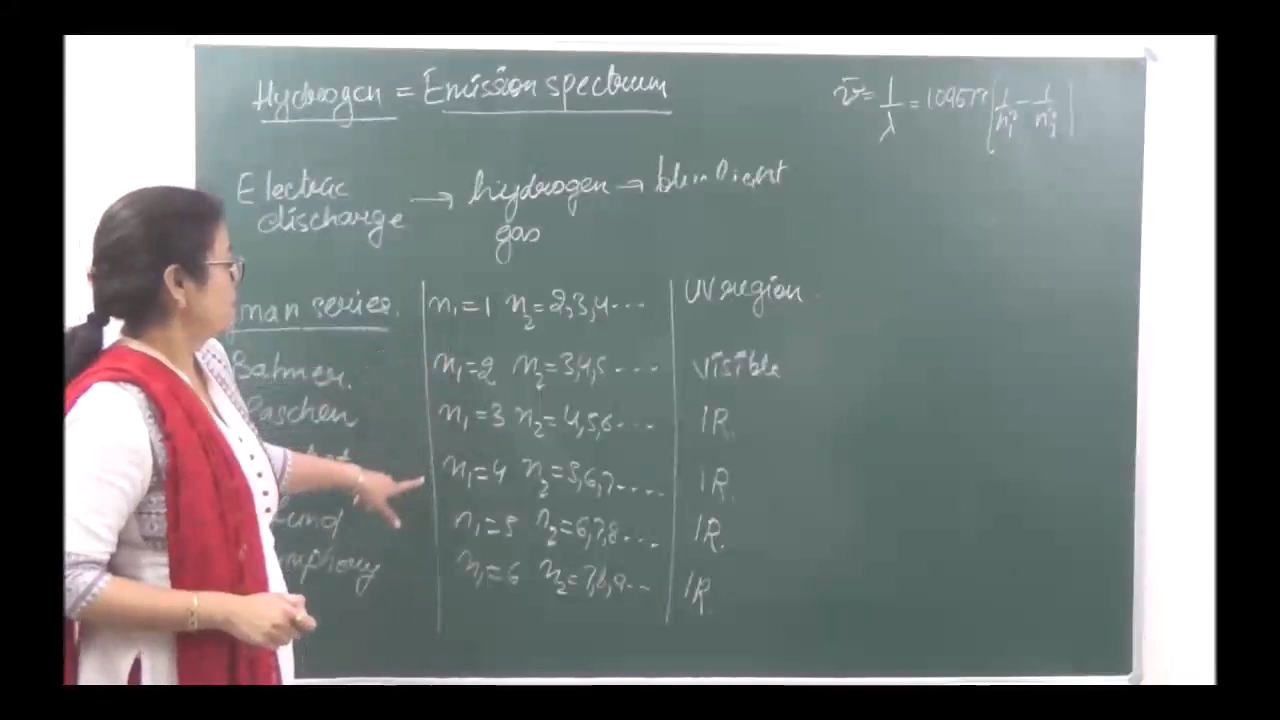 Hydrogen = Emission spectrum
ν̄ = 1/λ = 109677 [1/n₁² − 1/n₂²]
Electric discharge → hydrogen gas →
man series. n₁=1 n₂=2,3,4... UV region
Balmer. n₁=2 n₂=3,4,5.... visible
Paschen n₁=3 n₂=4,5,6.... IR.
n₁=4 n₂=5,6,7..... IR.
n₁=5 n₂=6,7,8.... IR.
n₁=6 n₂=7,8,9... IR.